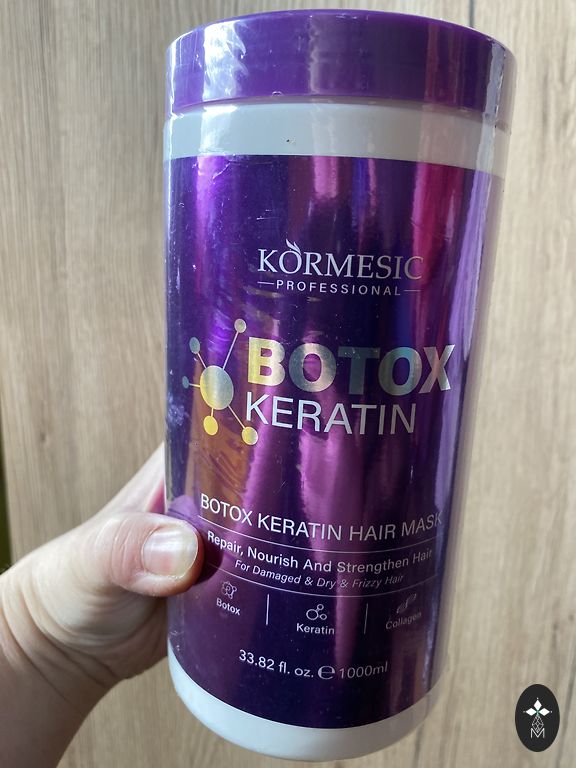 KORMESIC
PROFESSIONAL
BOTOX
KERATIN
BOTOX KERATIN HAIR MASK
Repair, Nourish And Strengthen Hair
For Damaged & Dry & Frizzy Hair
Botox Keratin Collagen
33.82 fl. oz. ℮ 1000ml